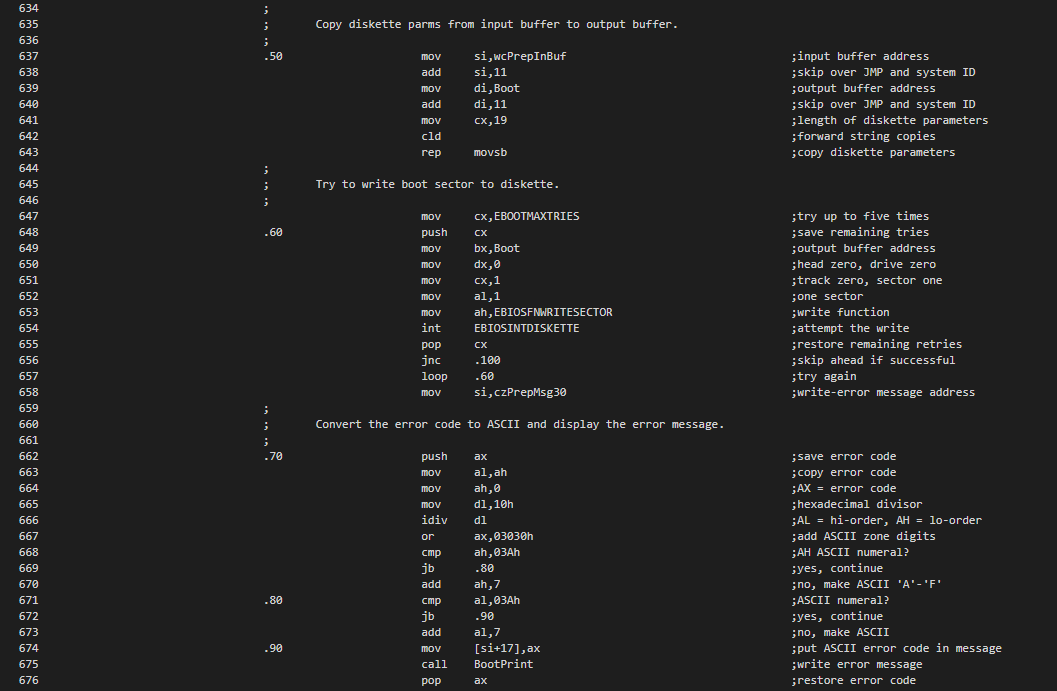 634 ;
635 ; Copy diskette parms from input buffer to output buffer.
636 ;
637 .50 mov si,wcPrepInBuf ;input buffer address
638 add si,11 ;skip over JMP and system ID
639 mov di,Boot ;output buffer address
640 add di,11 ;skip over JMP and system ID
641 mov cx,19 ;length of diskette parameters
642 cld ;forward string copies
643 rep movsb ;copy diskette parameters
644 ;
645 ; Try to write boot sector to diskette.
646 ;
647 mov cx,EBOOTMAXTRIES ;try up to five times
648 .60 push cx ;save remaining tries
649 mov bx,Boot ;output buffer address
650 mov dx,0 ;head zero, drive zero
651 mov cx,1 ;track zero, sector one
652 mov al,1 ;one sector
653 mov ah,EBIOSFNWRITESECTOR ;write function
654 int EBIOSINTDISKETTE ;attempt the write
655 pop cx ;restore remaining retries
656 jnc .100 ;skip ahead if successful
657 loop .60 ;try again
658 mov si,czPrepMsg30 ;write-error message address
659 ;
660 ; Convert the error code to ASCII and display the error message.
661 ;
662 .70 push ax ;save error code
663 mov al,ah ;copy error code
664 mov ah,0 ;AX = error code
665 mov dl,10h ;hexadecimal divisor
666 idiv dl ;AL = hi-order, AH = lo-order
667 or ax,03030h ;add ASCII zone digits
668 cmp ah,03Ah ;AH ASCII numeral?
669 jb .80 ;yes, continue
670 add ah,7 ;no, make ASCII 'A'-'F'
671 .80 cmp al,03Ah ;ASCII numeral?
672 jb .90 ;yes, continue
673 add al,7 ;no, make ASCII
674 .90 mov [si+17],ax ;put ASCII error code in message
675 call BootPrint ;write error message
676 pop ax ;restore error code